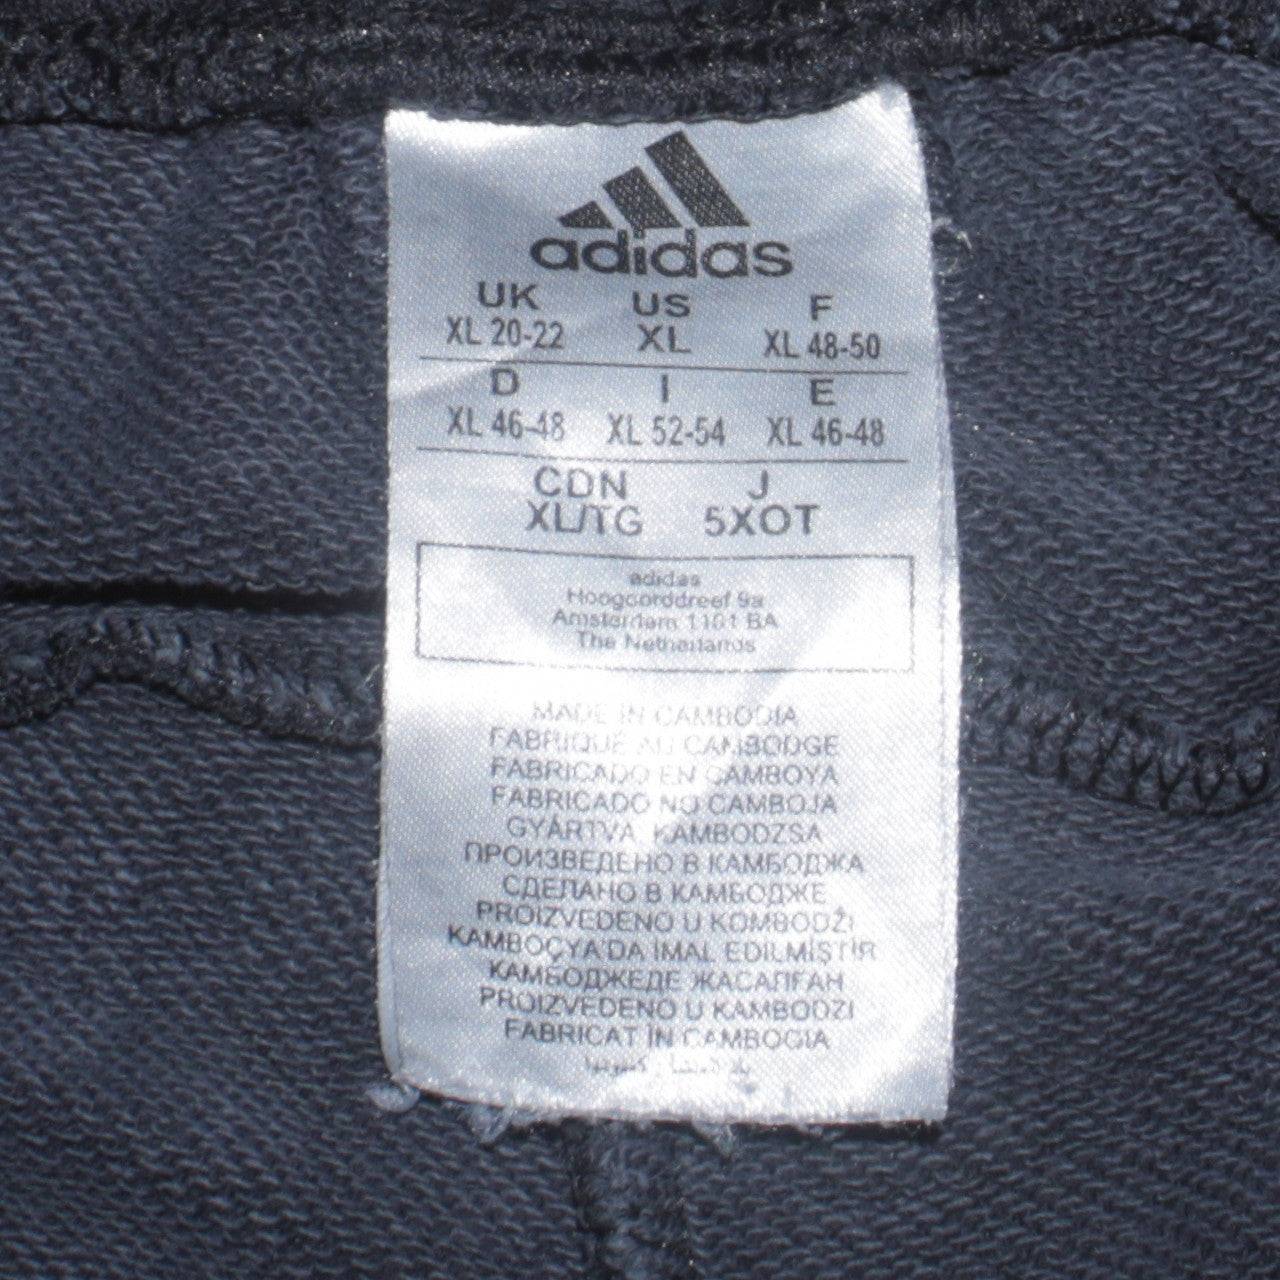 adidas
UK US F
XL 20-22 XL XL 48-50
D I E
XL 46-48 XL 52-54 XL 46-48
CDN J
XL/TG 5XOT
adidas
Hoogoorddreef 9a
Amsterdam 1101 BA
The Netherlands
MADE IN CAMBODIA
FABRIQUÉ AU CAMBODGE
FABRICADO EN CAMBOYA
FABRICADO NO CAMBOJA
GYÁRTVA KAMBODZSA
ПРОИЗВЕДЕНО В КАМБОДЖА
СДЕЛАНО В КАМБОДЖЕ
PROIZVEDENO U KOMBODŽI
KAMBOÇYA'DA İMAL EDİLMİŞTİR
КАМБОДЖЕДЕ ЖАСАЛҒАН
PROIZVEDENO U KAMBODZI
FABRICAT ÎN CAMBOGIA